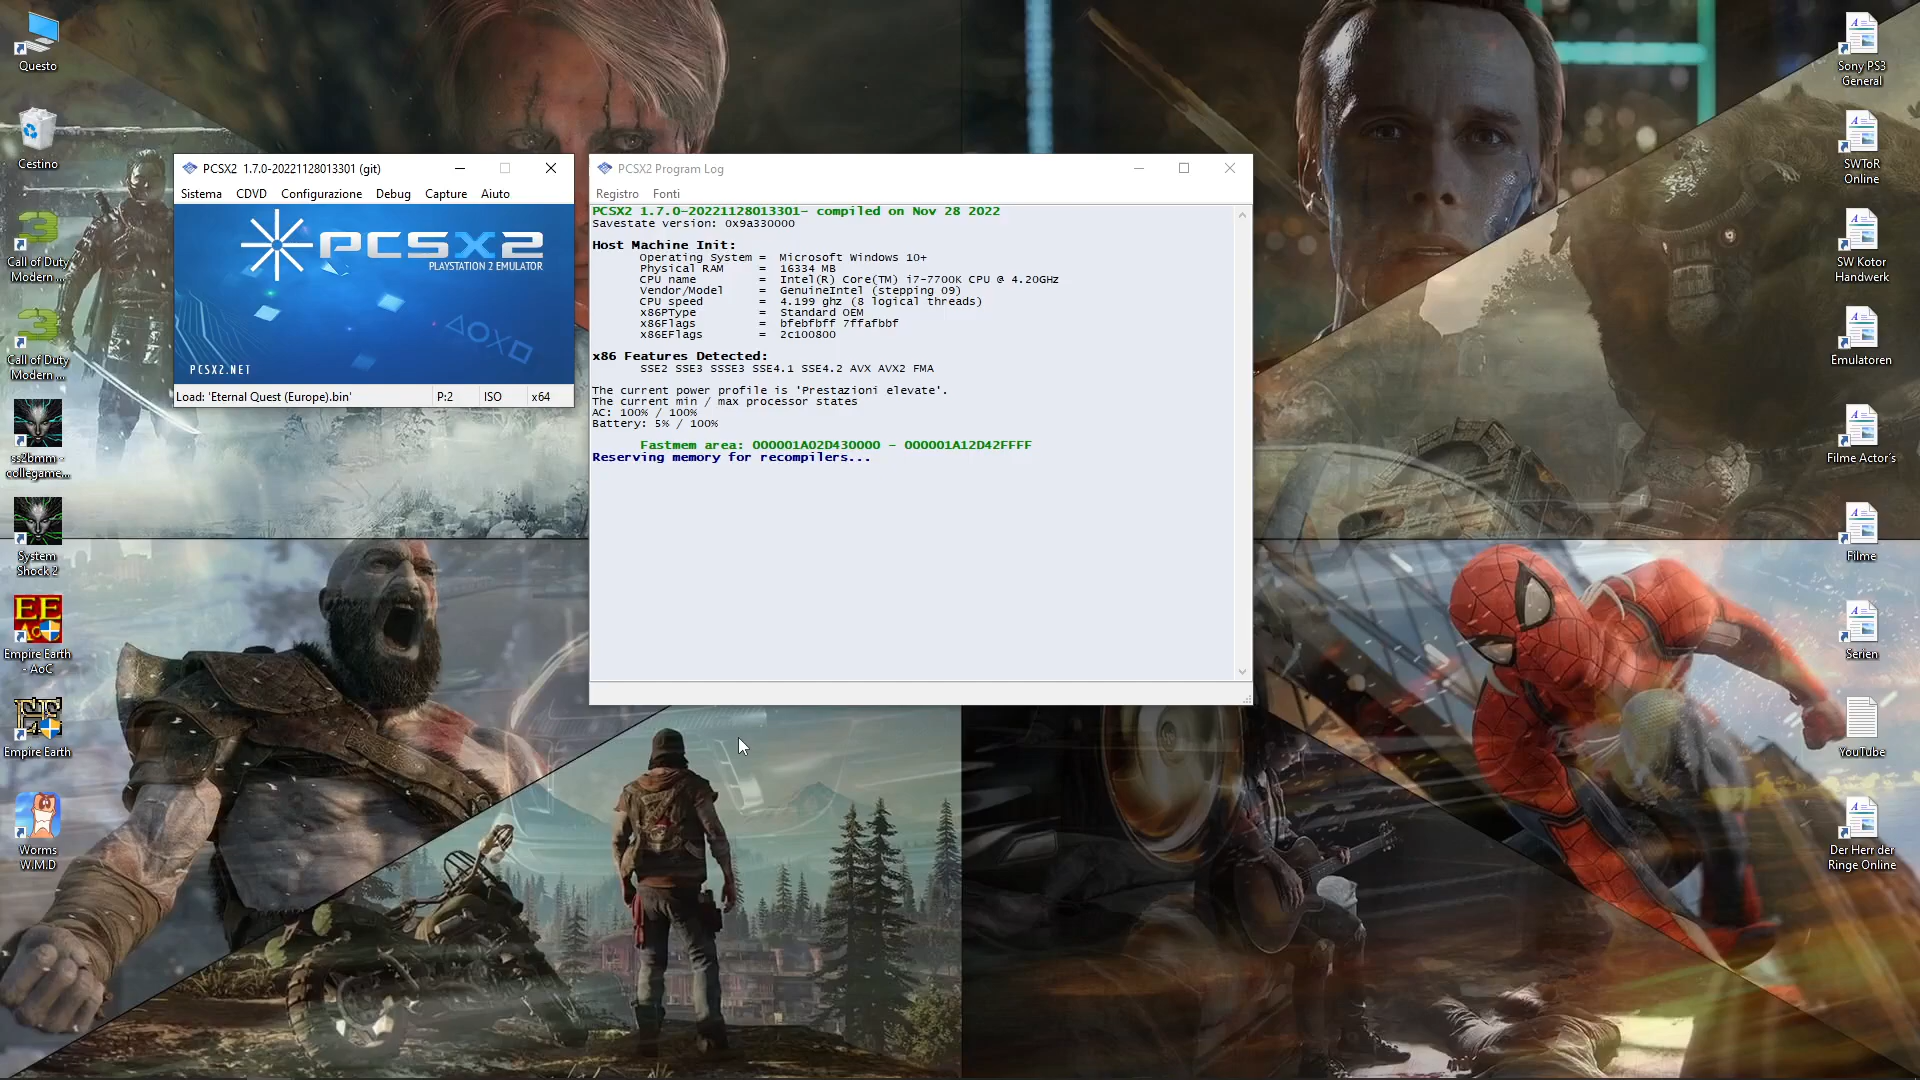 Questo
Cestino
Call of Duty
Modern ...
Call of Duty
Modern ...
ss2bmm -
collegame...
System
Shock 2
EE
AoC
Empire Earth
- AoC
EE
Empire Earth
Worms
W.M.D
PCSX2  1.7.0-20221128013301 (git)
Sistema CDVD Configurazione Debug Capture Aiuto
PCSX2
PLAYSTATION 2 EMULATOR
PCSX2.NET
Load: 'Eternal Quest (Europe).bin' P:2 ISO x64
PCSX2 Program Log
Registro Fonti
PCSX2 1.7.0-20221128013301- compiled on Nov 28 2022
Savestate version: 0x9a330000
Host Machine Init:
Operating System =  Microsoft Windows 10+
Physical RAM     =  16334 MB
CPU name         =  Intel(R) Core(TM) i7-7700K CPU @ 4.20GHz
Vendor/Model     =  GenuineIntel (stepping 09)
CPU speed        =  4.199 ghz (8 logical threads)
x86PType         =  Standard OEM
x86Flags         =  bfebfbff 7ffafbbf
x86EFlags        =  2c100800
x86 Features Detected:
SSE2 SSE3 SSSE3 SSE4.1 SSE4.2 AVX AVX2 FMA
The current power profile is 'Prestazioni elevate'.
The current min / max processor states
AC: 100% / 100%
Battery: 5% / 100%
Fastmem area: 000001A02D430000 - 000001A12D42FFFF
Reserving memory for recompilers...
Sony PS3
General
SWToR
Online
SW Kotor
Handwerk
Emulatoren
Filme Actor´s
Filme
Serien
YouTube
Der Herr der
Ringe Online